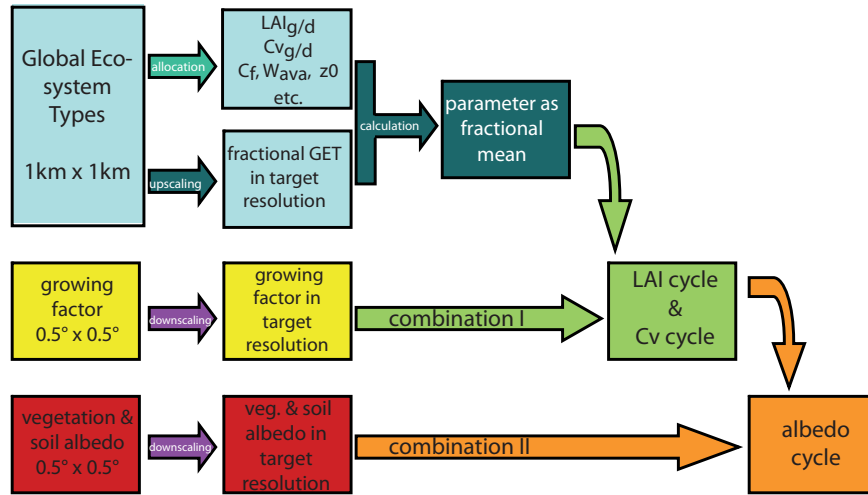 Global Eco-
system
Types
1km x 1km
allocation
LAIg/d
Cvg/d
Cf, Wava, z0
etc.
upscaling
fractional GET
in target
resolution
calculation
parameter as
fractional
mean
growing
factor
0.5° x 0.5°
downscaling
growing
factor in
target
resolution
combination I
LAI cycle
&
Cv cycle
vegetation &
soil albedo
0.5° x 0.5°
downscaling
veg. & soil
albedo in
target
resolution
combination II
albedo
cycle